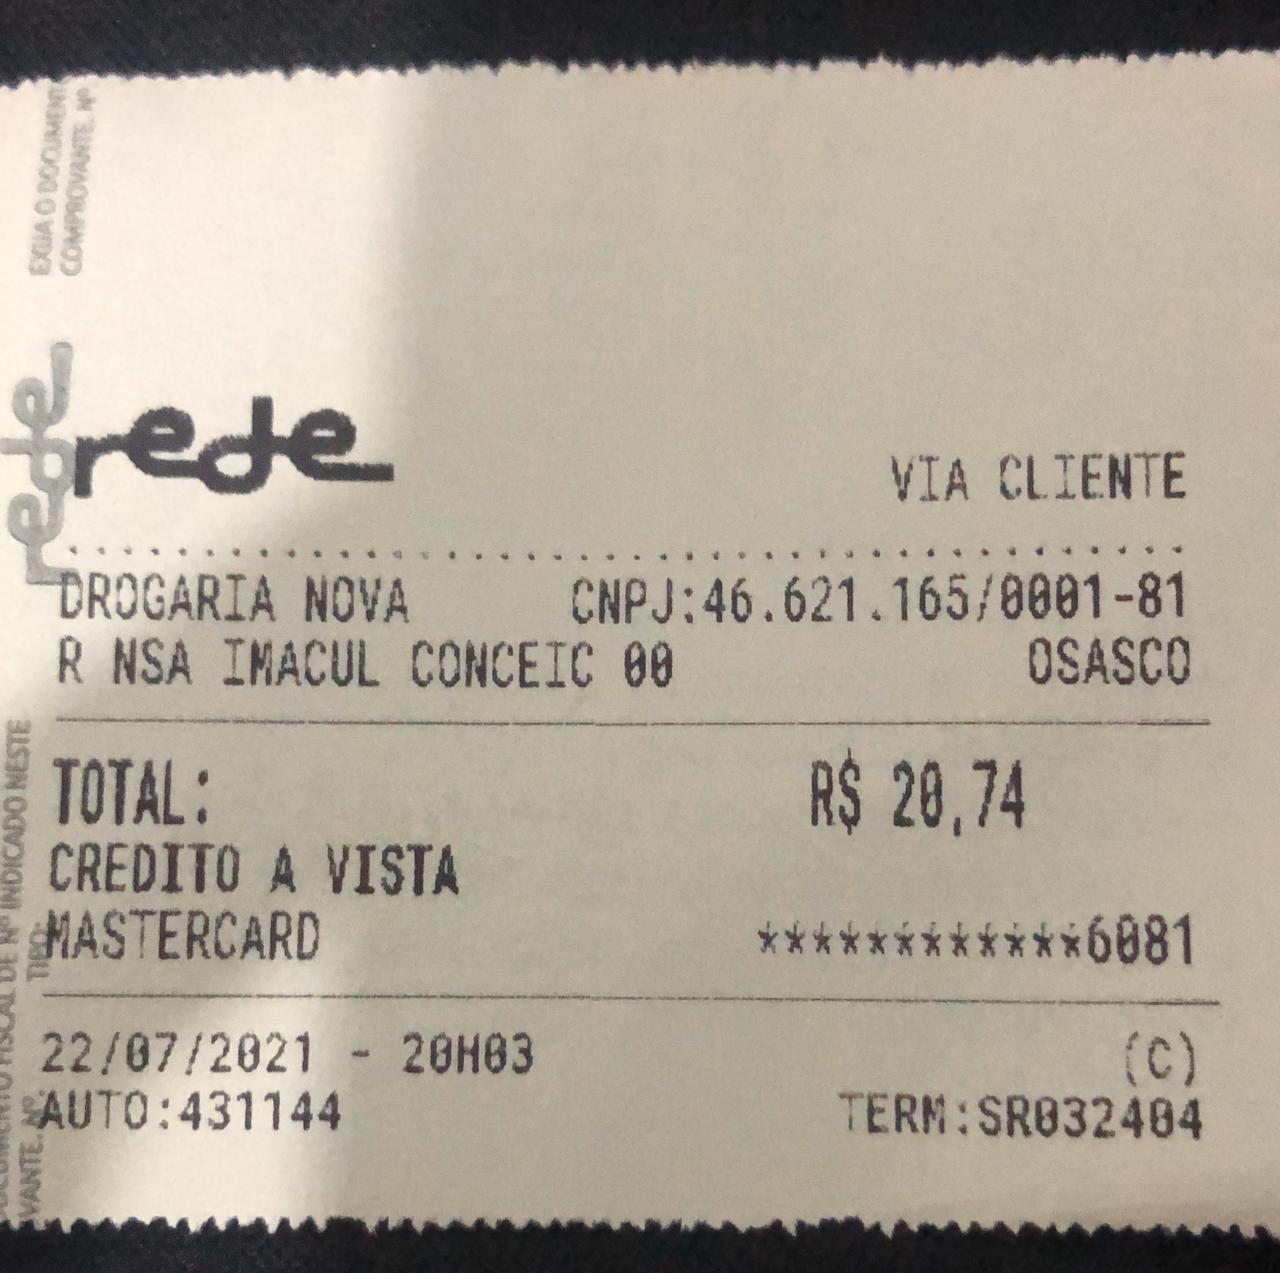 EXIJA O DOCUMENT
COMPROVANTE. Nº
rede
rede
VIA CLIENTE
DROGARIA NOVA CNPJ:46.621.165/0001-81
R NSA IMACUL CONCEIC 00 OSASCO
TOTAL: R$ 20,74
CREDITO A VISTA
MASTERCARD ************6081
22/07/2021 - 20H03 (C)
AUTO:431144 TERM:SR032404
DOCUMENTO FISCAL DE Nº INDICADO NESTE
VANTE. Nº TIPO: